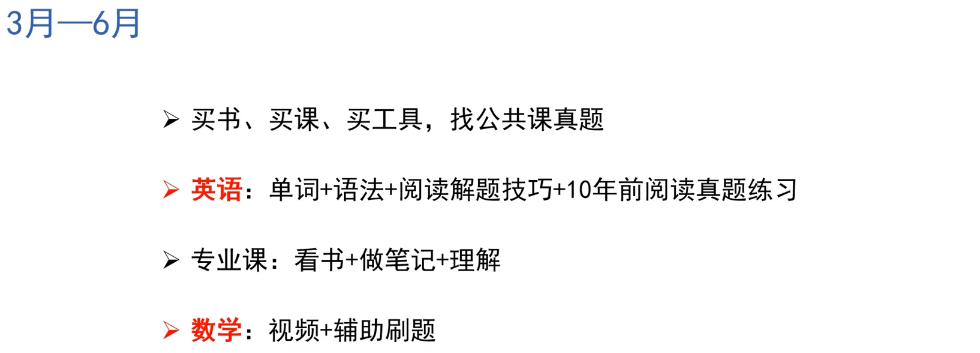 3月—6月
➢ 买书、买课、买工具，找公共课真题
➢ 英语：单词+语法+阅读解题技巧+10年前阅读真题练习
➢ 专业课：看书+做笔记+理解
➢ 数学：视频+辅助刷题